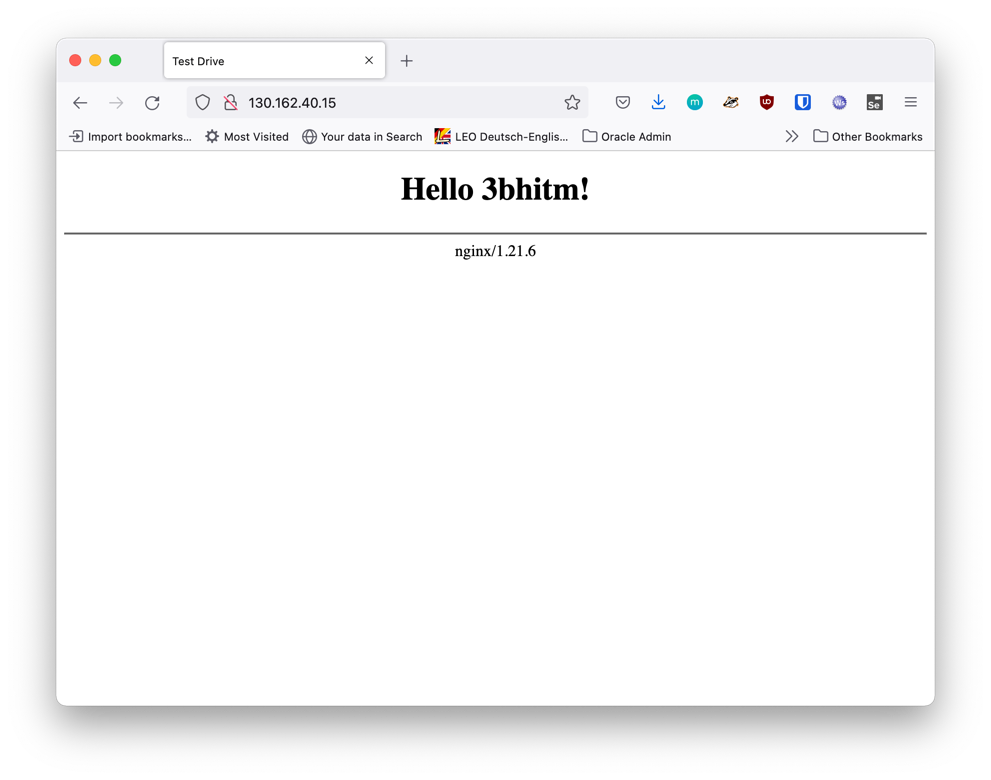 Test Drive
130.162.40.15
Import bookmarks... Most Visited Your data in Search LEO Deutsch-Englis... Oracle Admin Other Bookmarks
Hello 3bhitm!
nginx/1.21.6